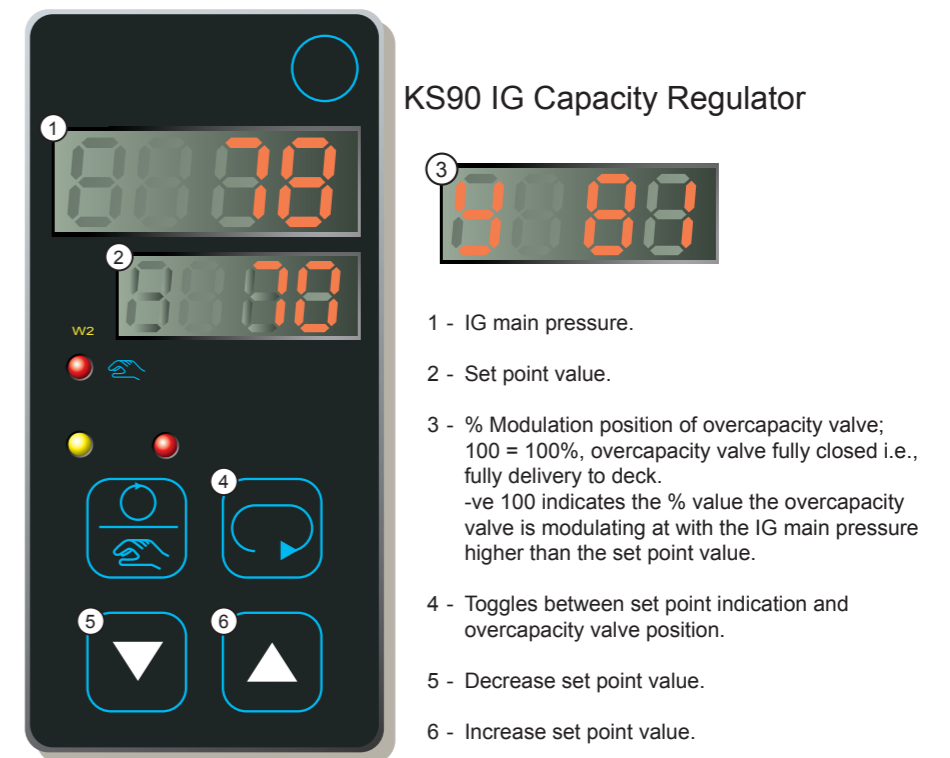 1
78
2
70
W2
4
5
6
KS90 IG Capacity Regulator
3
Y 81
1 - IG main pressure.
2 - Set point value.
3 - % Modulation position of overcapacity valve;
100 = 100%, overcapacity valve fully closed i.e.,
fully delivery to deck.
-ve 100 indicates the % value the overcapacity
valve is modulating at with the IG main pressure
higher than the set point value.
4 - Toggles between set point indication and
overcapacity valve position.
5 - Decrease set point value.
6 - Increase set point value.